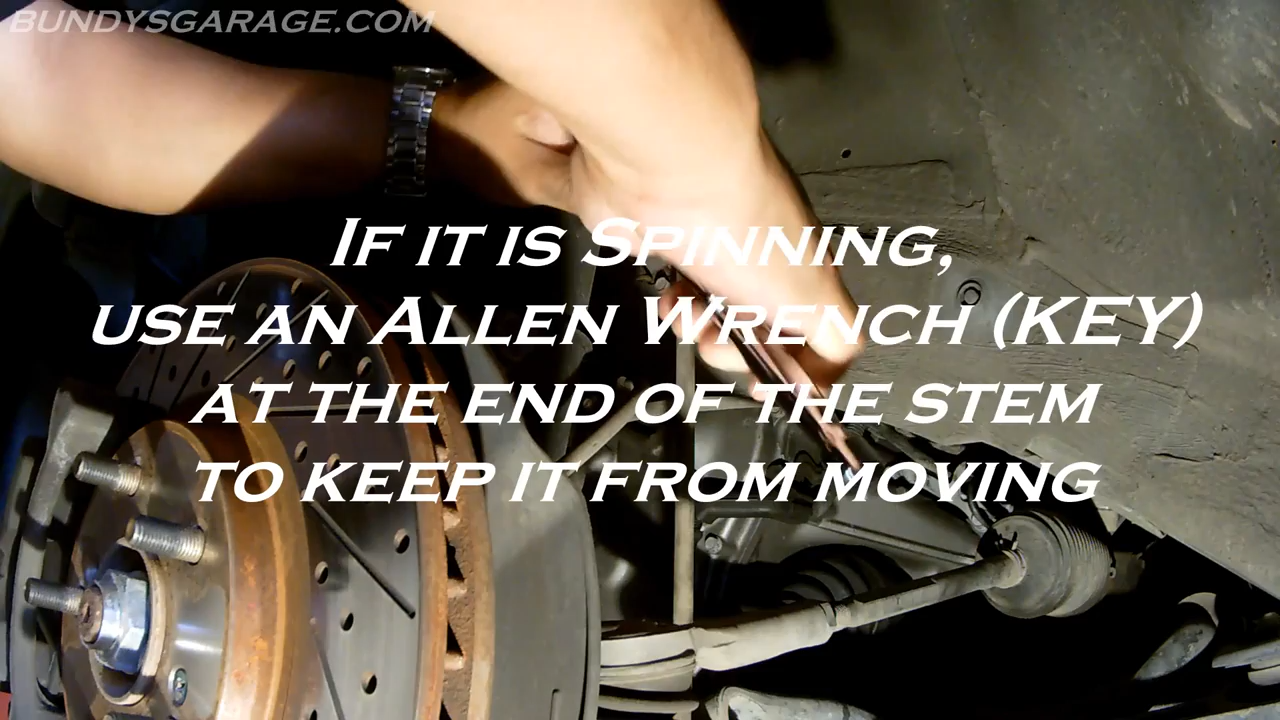 BUNDYSGARAGE.COM
IF IT IS SPINNING,
USE AN ALLEN WRENCH (KEY)
AT THE END OF THE STEM
TO KEEP IT FROM MOVING